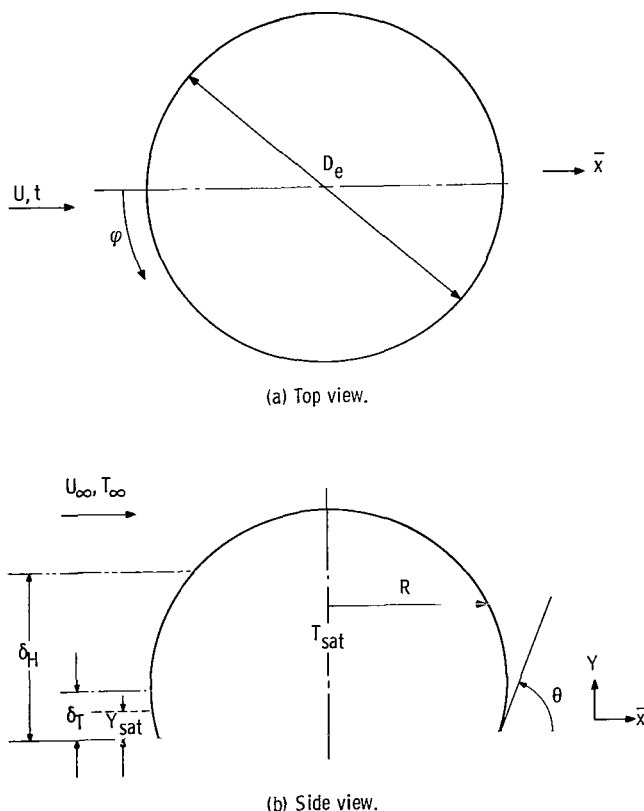 D_e
x̄
U, t
φ
(a) Top view.
U_∞, T_∞
R
T_sat
δ_H
Y
δ_T Y_sat
θ
x̄
(b) Side view.